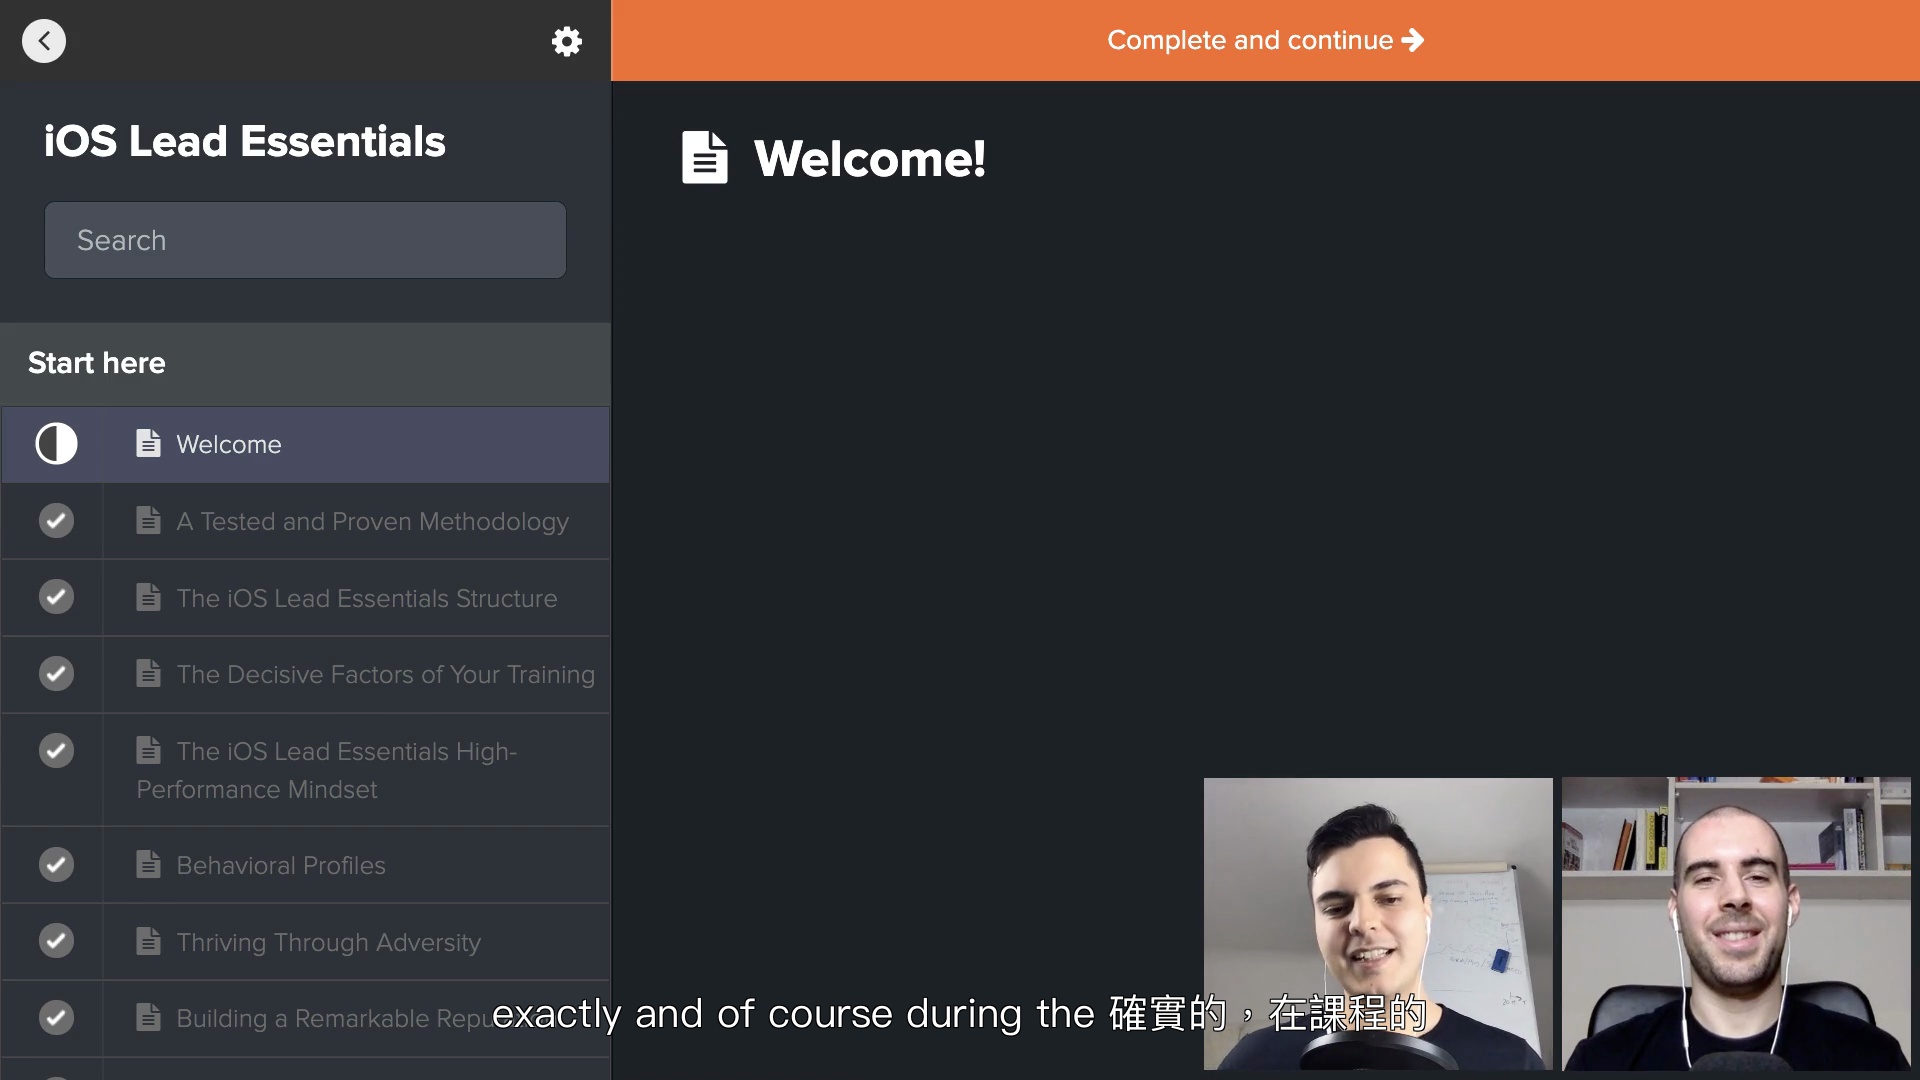 Complete and continue
iOS Lead Essentials
Search
Start here
Welcome
A Tested and Proven Methodology
The iOS Lead Essentials Structure
The Decisive Factors of Your Training
The iOS Lead Essentials High-
Performance Mindset
Behavioral Profiles
Thriving Through Adversity
Building a Remarkable
Welcome!
exactly and of course during the 確實的，在課程的